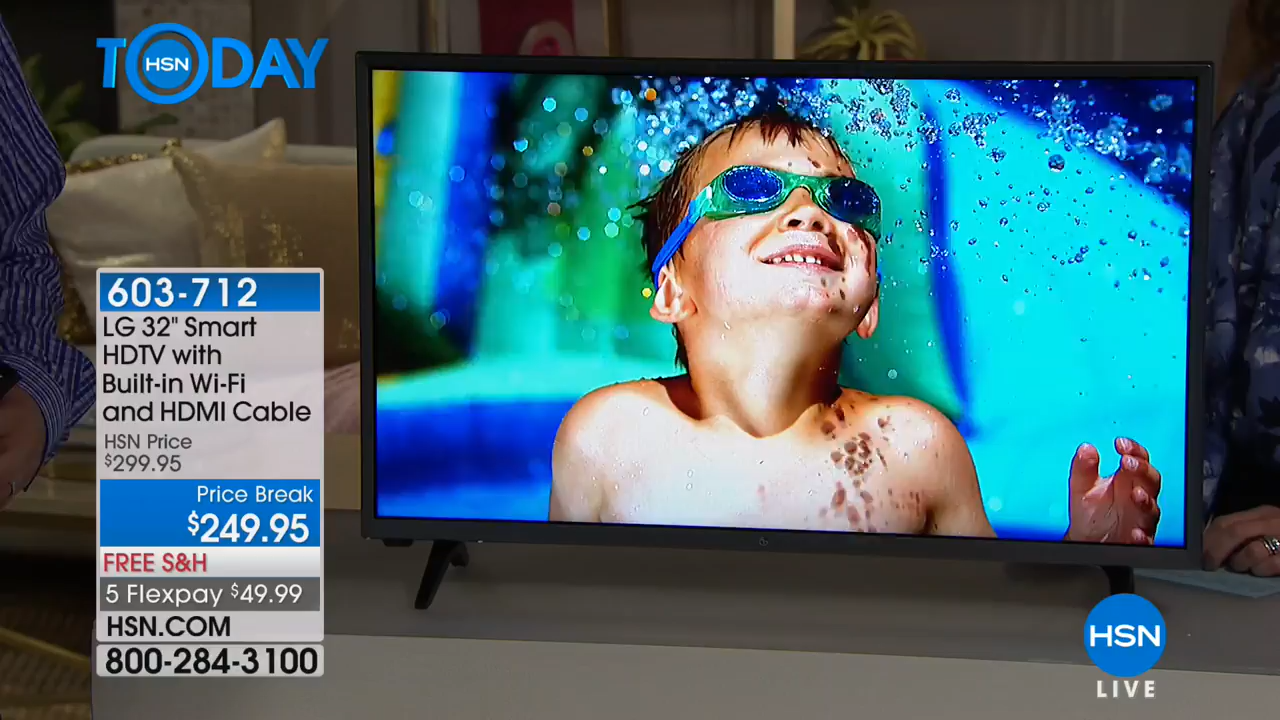 TODAY
HSN
603-712
LG 32" Smart
HDTV with
Built-in Wi-Fi
and HDMI Cable
HSN Price
$299.95
Price Break
$249.95
FREE S&H
5 Flexpay $49.99
HSN.COM
800-284-3100
HSN
LIVE